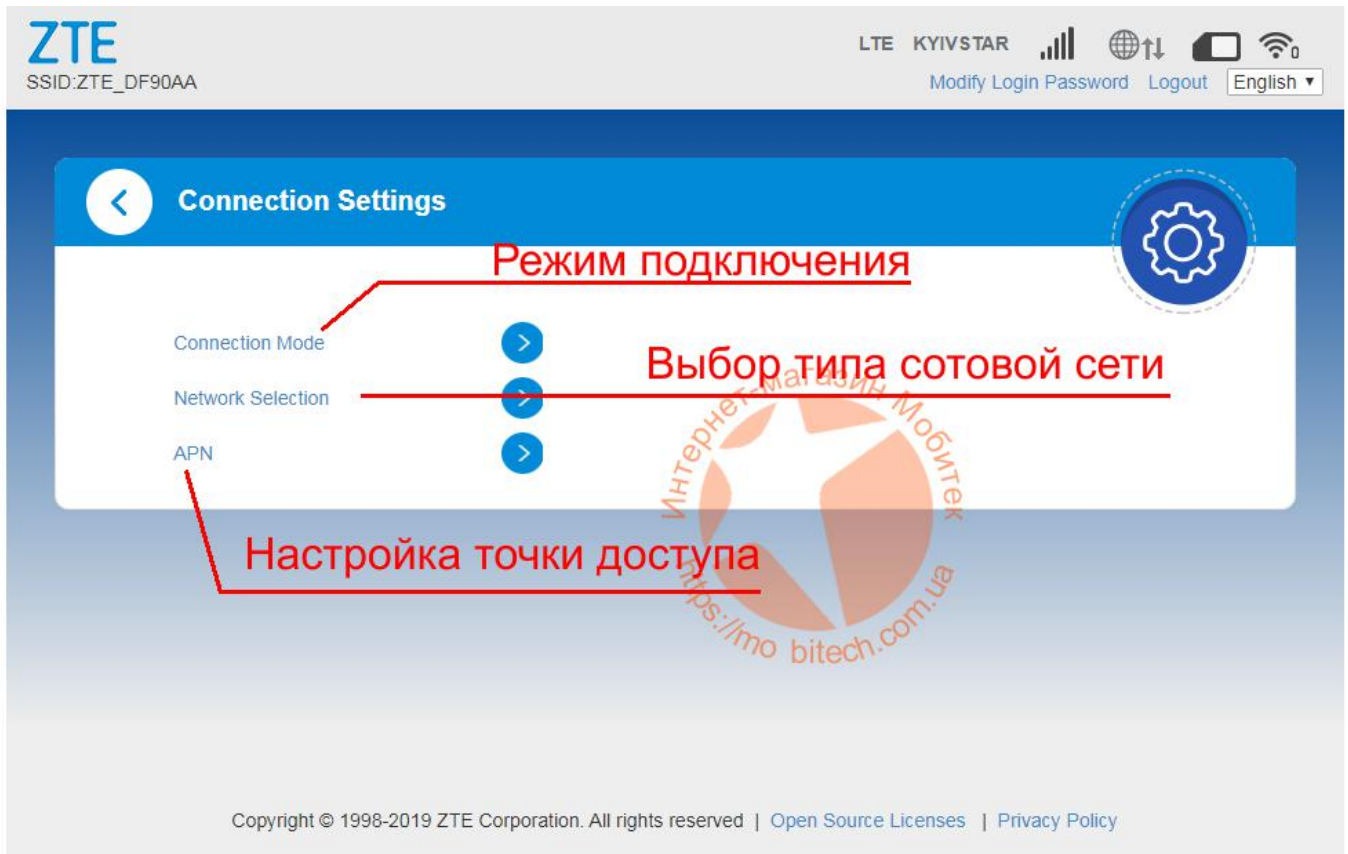 ZTE
LTE KYIVSTAR
0
SSID:ZTE_DF90AA
Modify Login Password Logout English
Connection Settings
Режим подключения
Connection Mode
Выбор типа сотовой сети
Network Selection
APN
Интернет-магазин Мобитек
Настройка точки доступа
https://mo bitech.com.ua
Copyright © 1998-2019 ZTE Corporation. All rights reserved | Open Source Licenses | Privacy Policy